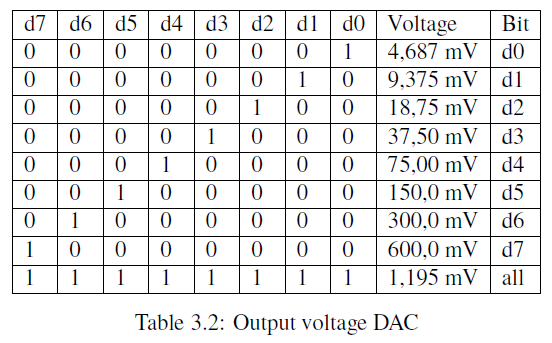 d7 d6 d5 d4 d3 d2 d1 d0 Voltage Bit
0 0 0 0 0 0 0 1 4,687 mV d0
0 0 0 0 0 0 1 0 9,375 mV d1
0 0 0 0 0 1 0 0 18,75 mV d2
0 0 0 0 1 0 0 0 37,50 mV d3
0 0 0 1 0 0 0 0 75,00 mV d4
0 0 1 0 0 0 0 0 150,0 mV d5
0 1 0 0 0 0 0 0 300,0 mV d6
1 0 0 0 0 0 0 0 600,0 mV d7
1 1 1 1 1 1 1 1 1,195 mV all
Table 3.2: Output voltage DAC